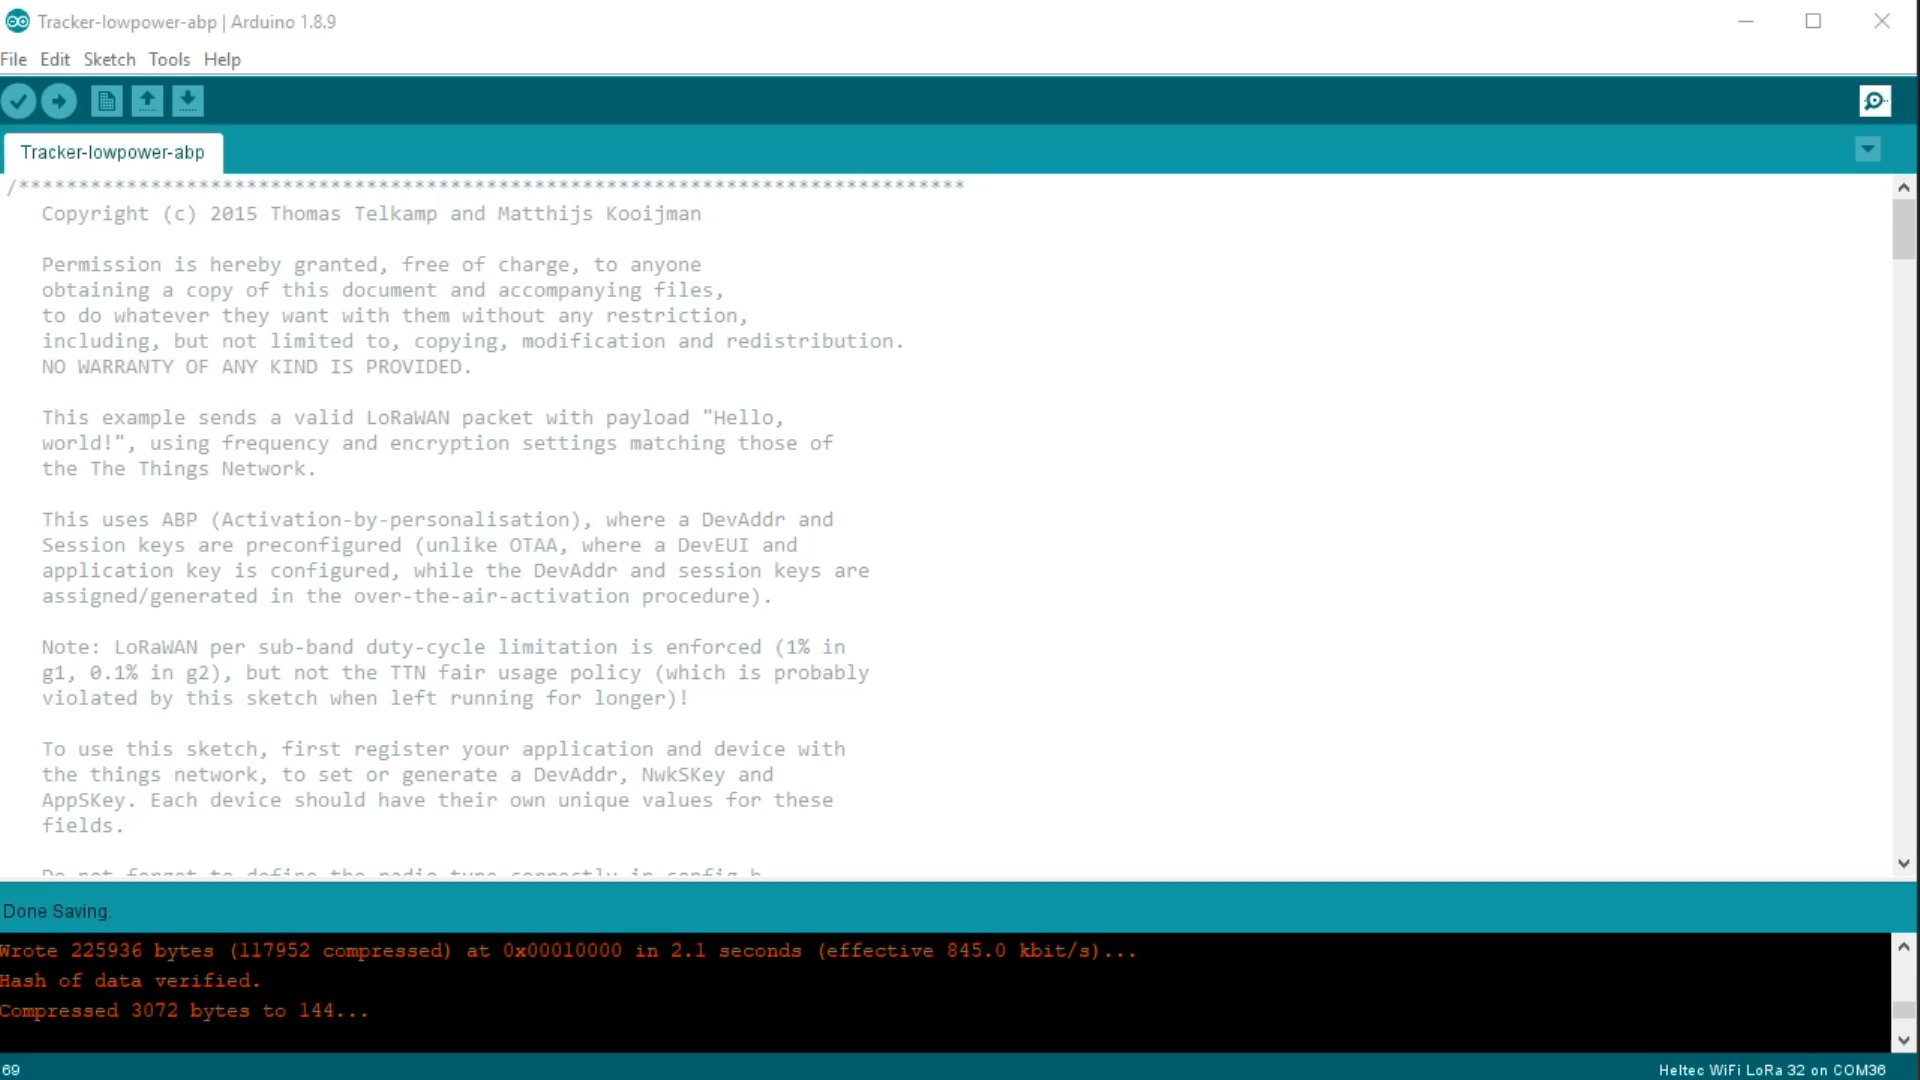 Tracker-lowpower-abp | Arduino 1.8.9
File Edit Sketch Tools Help
Tracker-lowpower-abp
/*******************************************************************************
Copyright (c) 2015 Thomas Telkamp and Matthijs Kooijman
Permission is hereby granted, free of charge, to anyone
obtaining a copy of this document and accompanying files,
to do whatever they want with them without any restriction,
including, but not limited to, copying, modification and redistribution.
NO WARRANTY OF ANY KIND IS PROVIDED.
This example sends a valid LoRaWAN packet with payload "Hello,
world!", using frequency and encryption settings matching those of
the The Things Network.
This uses ABP (Activation-by-personalisation), where a DevAddr and
Session keys are preconfigured (unlike OTAA, where a DevEUI and
application key is configured, while the DevAddr and session keys are
assigned/generated in the over-the-air-activation procedure).
Note: LoRaWAN per sub-band duty-cycle limitation is enforced (1% in
g1, 0.1% in g2), but not the TTN fair usage policy (which is probably
violated by this sketch when left running for longer)!
To use this sketch, first register your application and device with
the things network, to set or generate a DevAddr, NwkSKey and
AppSKey. Each device should have their own unique values for these
fields.
Do not forget to define the radio type correctly in config.h.
Done Saving.
Wrote 225936 bytes (117952 compressed) at 0x00010000 in 2.1 seconds (effective 845.0 kbit/s)...
Hash of data verified.
Compressed 3072 bytes to 144...
69
Heltec WiFi LoRa 32 on COM36